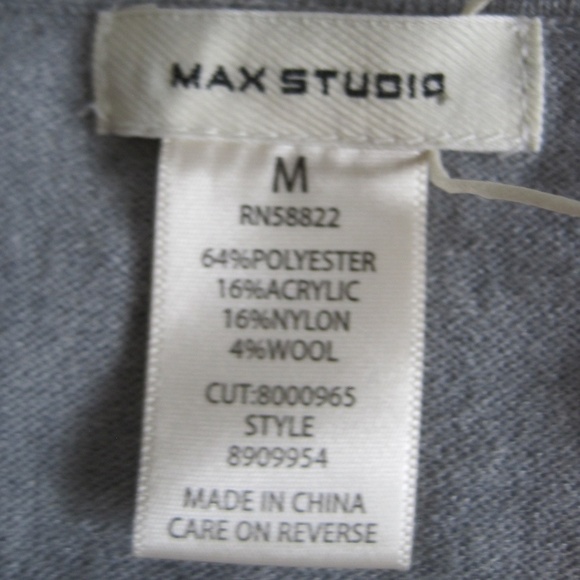 MAX STUDIO
M
RN58822
64%POLYESTER
16%ACRYLIC
16%NYLON
4%WOOL
CUT:8000965
STYLE
8909954
MADE IN CHINA
CARE ON REVERSE